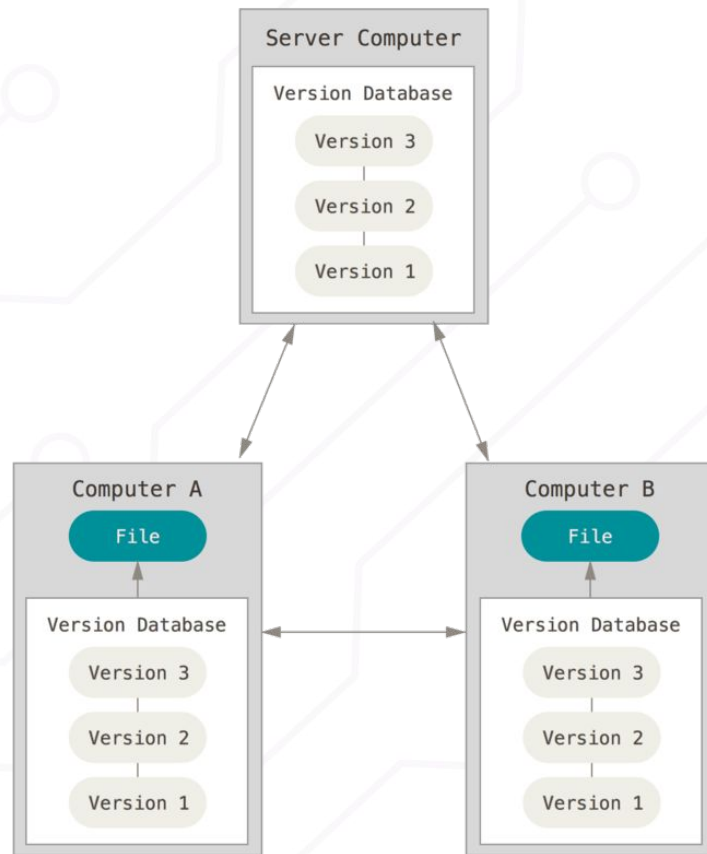 Server Computer
Version Database
Version 3
Version 2
Version 1
Computer A
File
Version Database
Version 3
Version 2
Version 1
Computer B
File
Version Database
Version 3
Version 2
Version 1